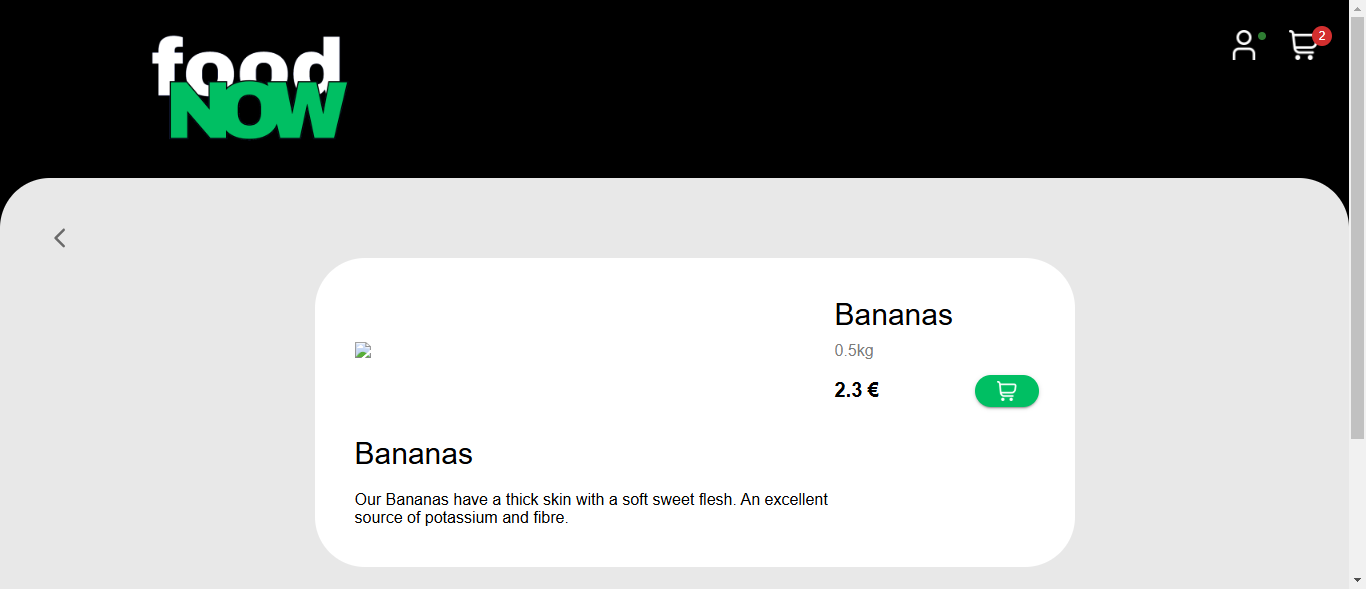 food
NOW
2
Bananas
0.5kg
2.3 €
Bananas
Our Bananas have a thick skin with a soft sweet flesh. An excellent
source of potassium and fibre.